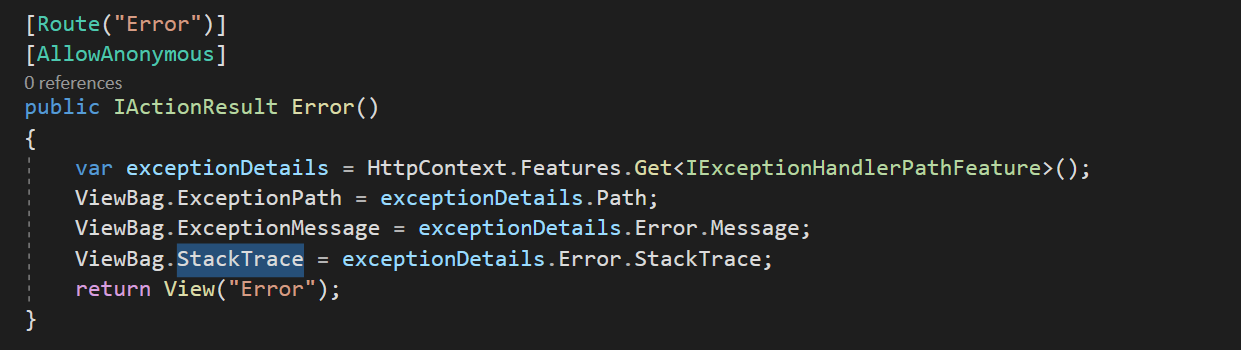 [Route("Error")]
[AllowAnonymous]
0 references
public IActionResult Error()
{
    var exceptionDetails = HttpContext.Features.Get<IExceptionHandlerPathFeature>();
    ViewBag.ExceptionPath = exceptionDetails.Path;
    ViewBag.ExceptionMessage = exceptionDetails.Error.Message;
    ViewBag.StackTrace = exceptionDetails.Error.StackTrace;
    return View("Error");
}